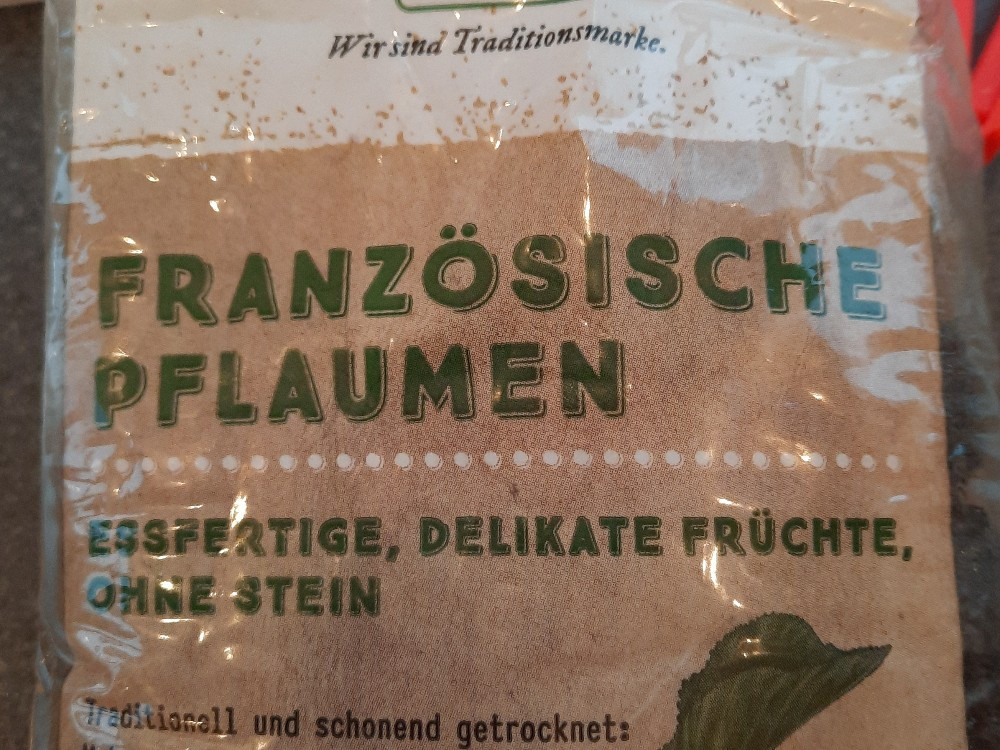 Wir sind Traditionsmarke.
FRANZÖSISCHE
PFLAUMEN
ESSFERTIGE, DELIKATE FRÜCHTE,
OHNE STEIN
Traditionell und schonend getrocknet: